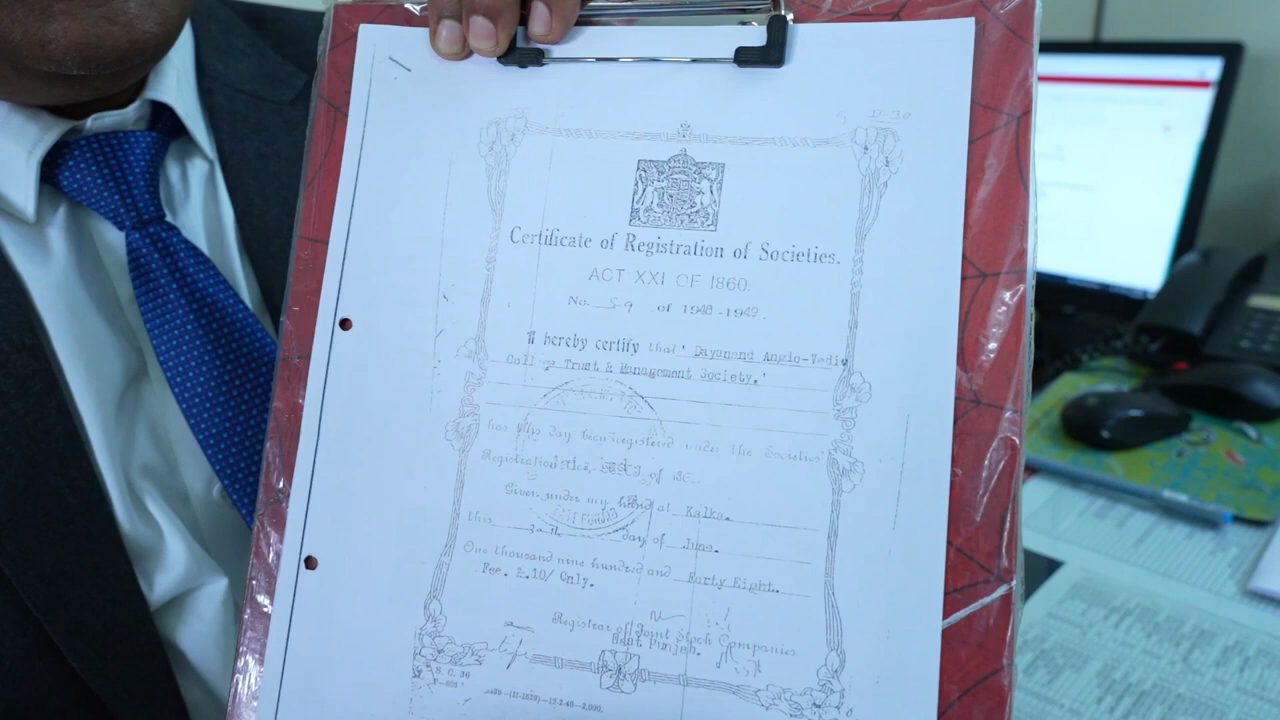 Certificate of Registration of Societies.
ACT XXI OF 1860.
No. 59 of 1948-1949.
I hereby certify that ' Dayanand Anglo-Vedic
College Trust & Management Society.'
has this day been registered under the Societies'
Registration Act, of
Given under my hand at Kalka.
this day of June.
One thousand nine hundred and Forty Eight.
Fee. 10/ Only.
Registrar of Joint Stock Companies.
East Punjab.
S. C. 36